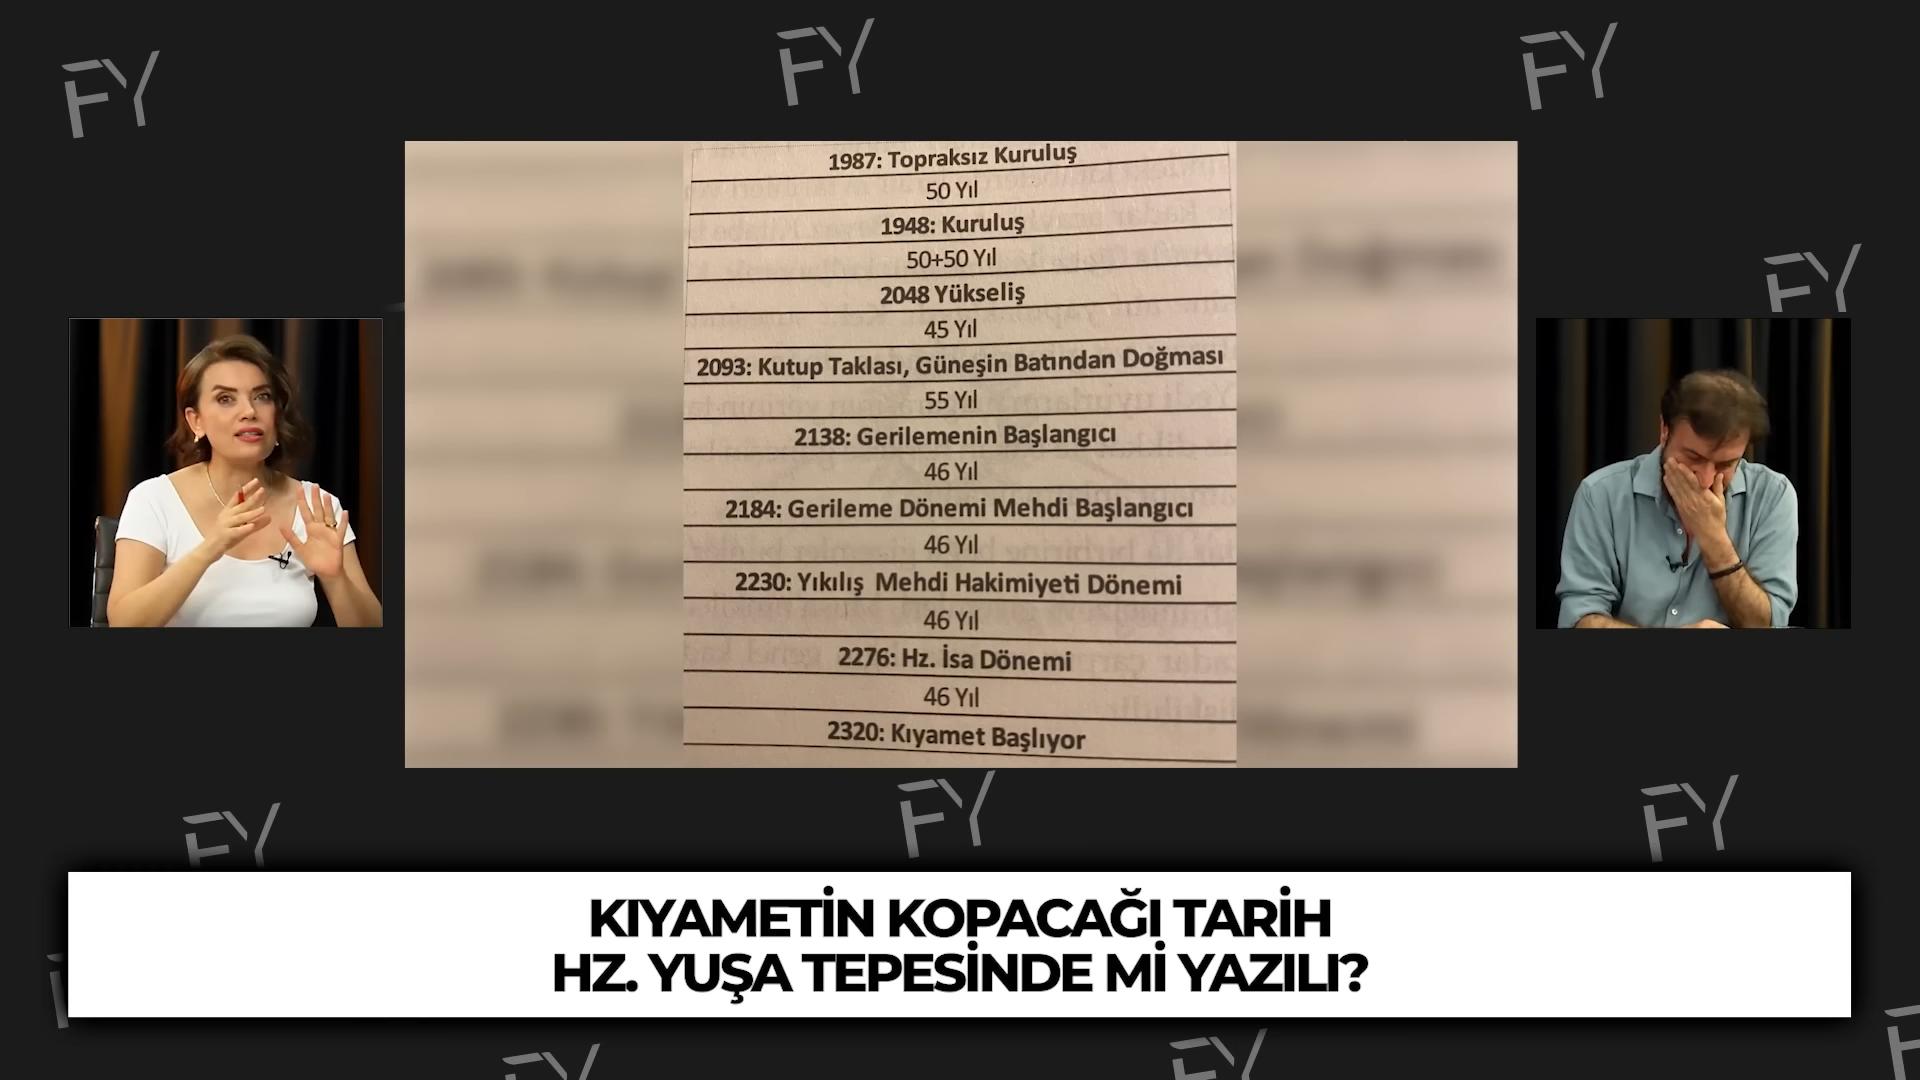 FY
FY
FY
FY
1987: Topraksız Kuruluş
50 Yıl
1948: Kuruluş
50+50 Yıl
2048 Yükseliş
45 Yıl
2093: Kutup Taklası, Güneşin Batından Doğması
55 Yıl
2138: Gerilemenin Başlangıcı
46 Yıl
2184: Gerileme Dönemi Mehdi Başlangıcı
46 Yıl
2230: Yıkılış Mehdi Hakimiyeti Dönemi
46 Yıl
2276: Hz. İsa Dönemi
46 Yıl
2320: Kıyamet Başlıyor
FY
FY
FY
KIYAMETİN KOPACAĞI TARİH
HZ. YUŞA TEPESİNDE Mİ YAZILI?
FY
FY